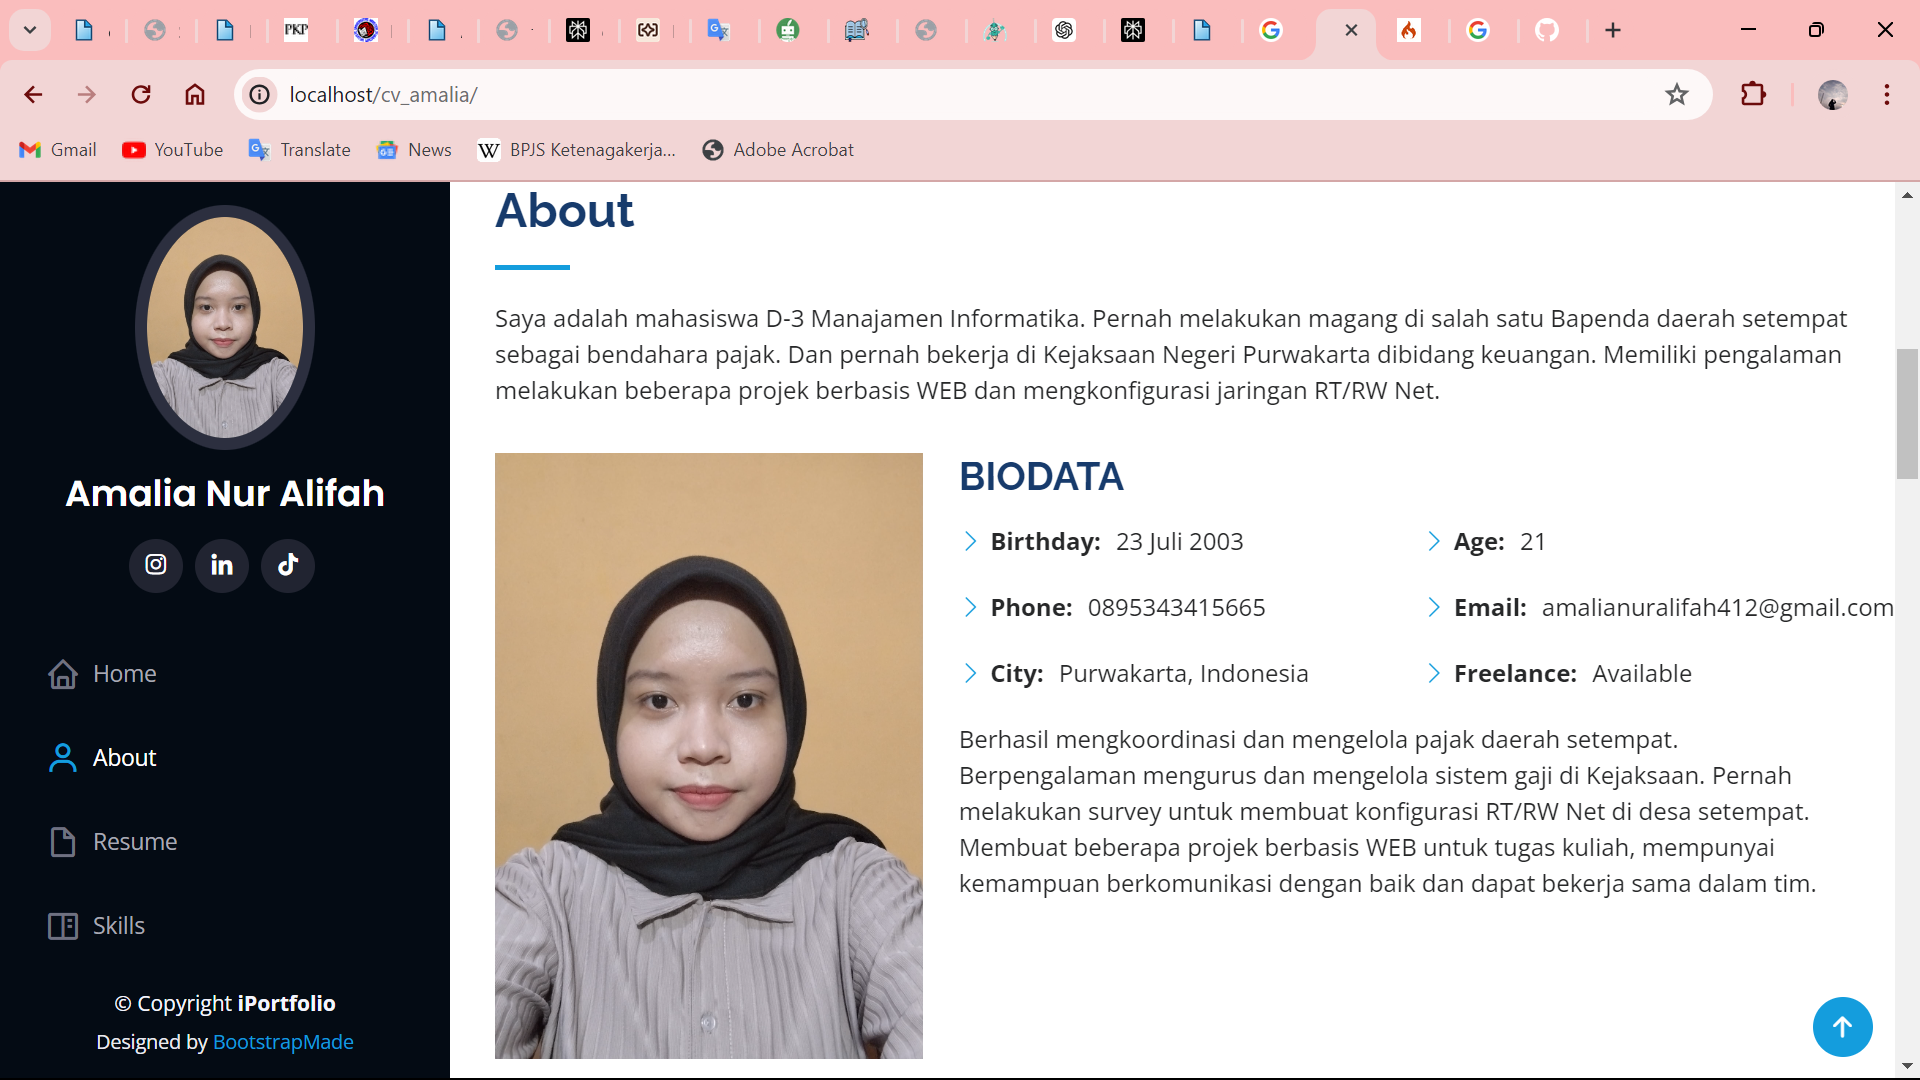 PKP
localhost/cv_amalia/
Gmail
YouTube
Translate
News
BPJS Ketenagakerja...
Adobe Acrobat
Amalia Nur Alifah
Home
About
Resume
Skills
© Copyright iPortfolio
Designed by BootstrapMade
About
Saya adalah mahasiswa D-3 Manajamen Informatika. Pernah melakukan magang di salah satu Bapenda daerah setempat
sebagai bendahara pajak. Dan pernah bekerja di Kejaksaan Negeri Purwakarta dibidang keuangan. Memiliki pengalaman
melakukan beberapa projek berbasis WEB dan mengkonfigurasi jaringan RT/RW Net.
BIODATA
Birthday: 23 Juli 2003
Age: 21
Phone: 0895343415665
Email: amalianuralifah412@gmail.com
City: Purwakarta, Indonesia
Freelance: Available
Berhasil mengkoordinasi dan mengelola pajak daerah setempat.
Berpengalaman mengurus dan mengelola sistem gaji di Kejaksaan. Pernah
melakukan survey untuk membuat konfigurasi RT/RW Net di desa setempat.
Membuat beberapa projek berbasis WEB untuk tugas kuliah, mempunyai
kemampuan berkomunikasi dengan baik dan dapat bekerja sama dalam tim.